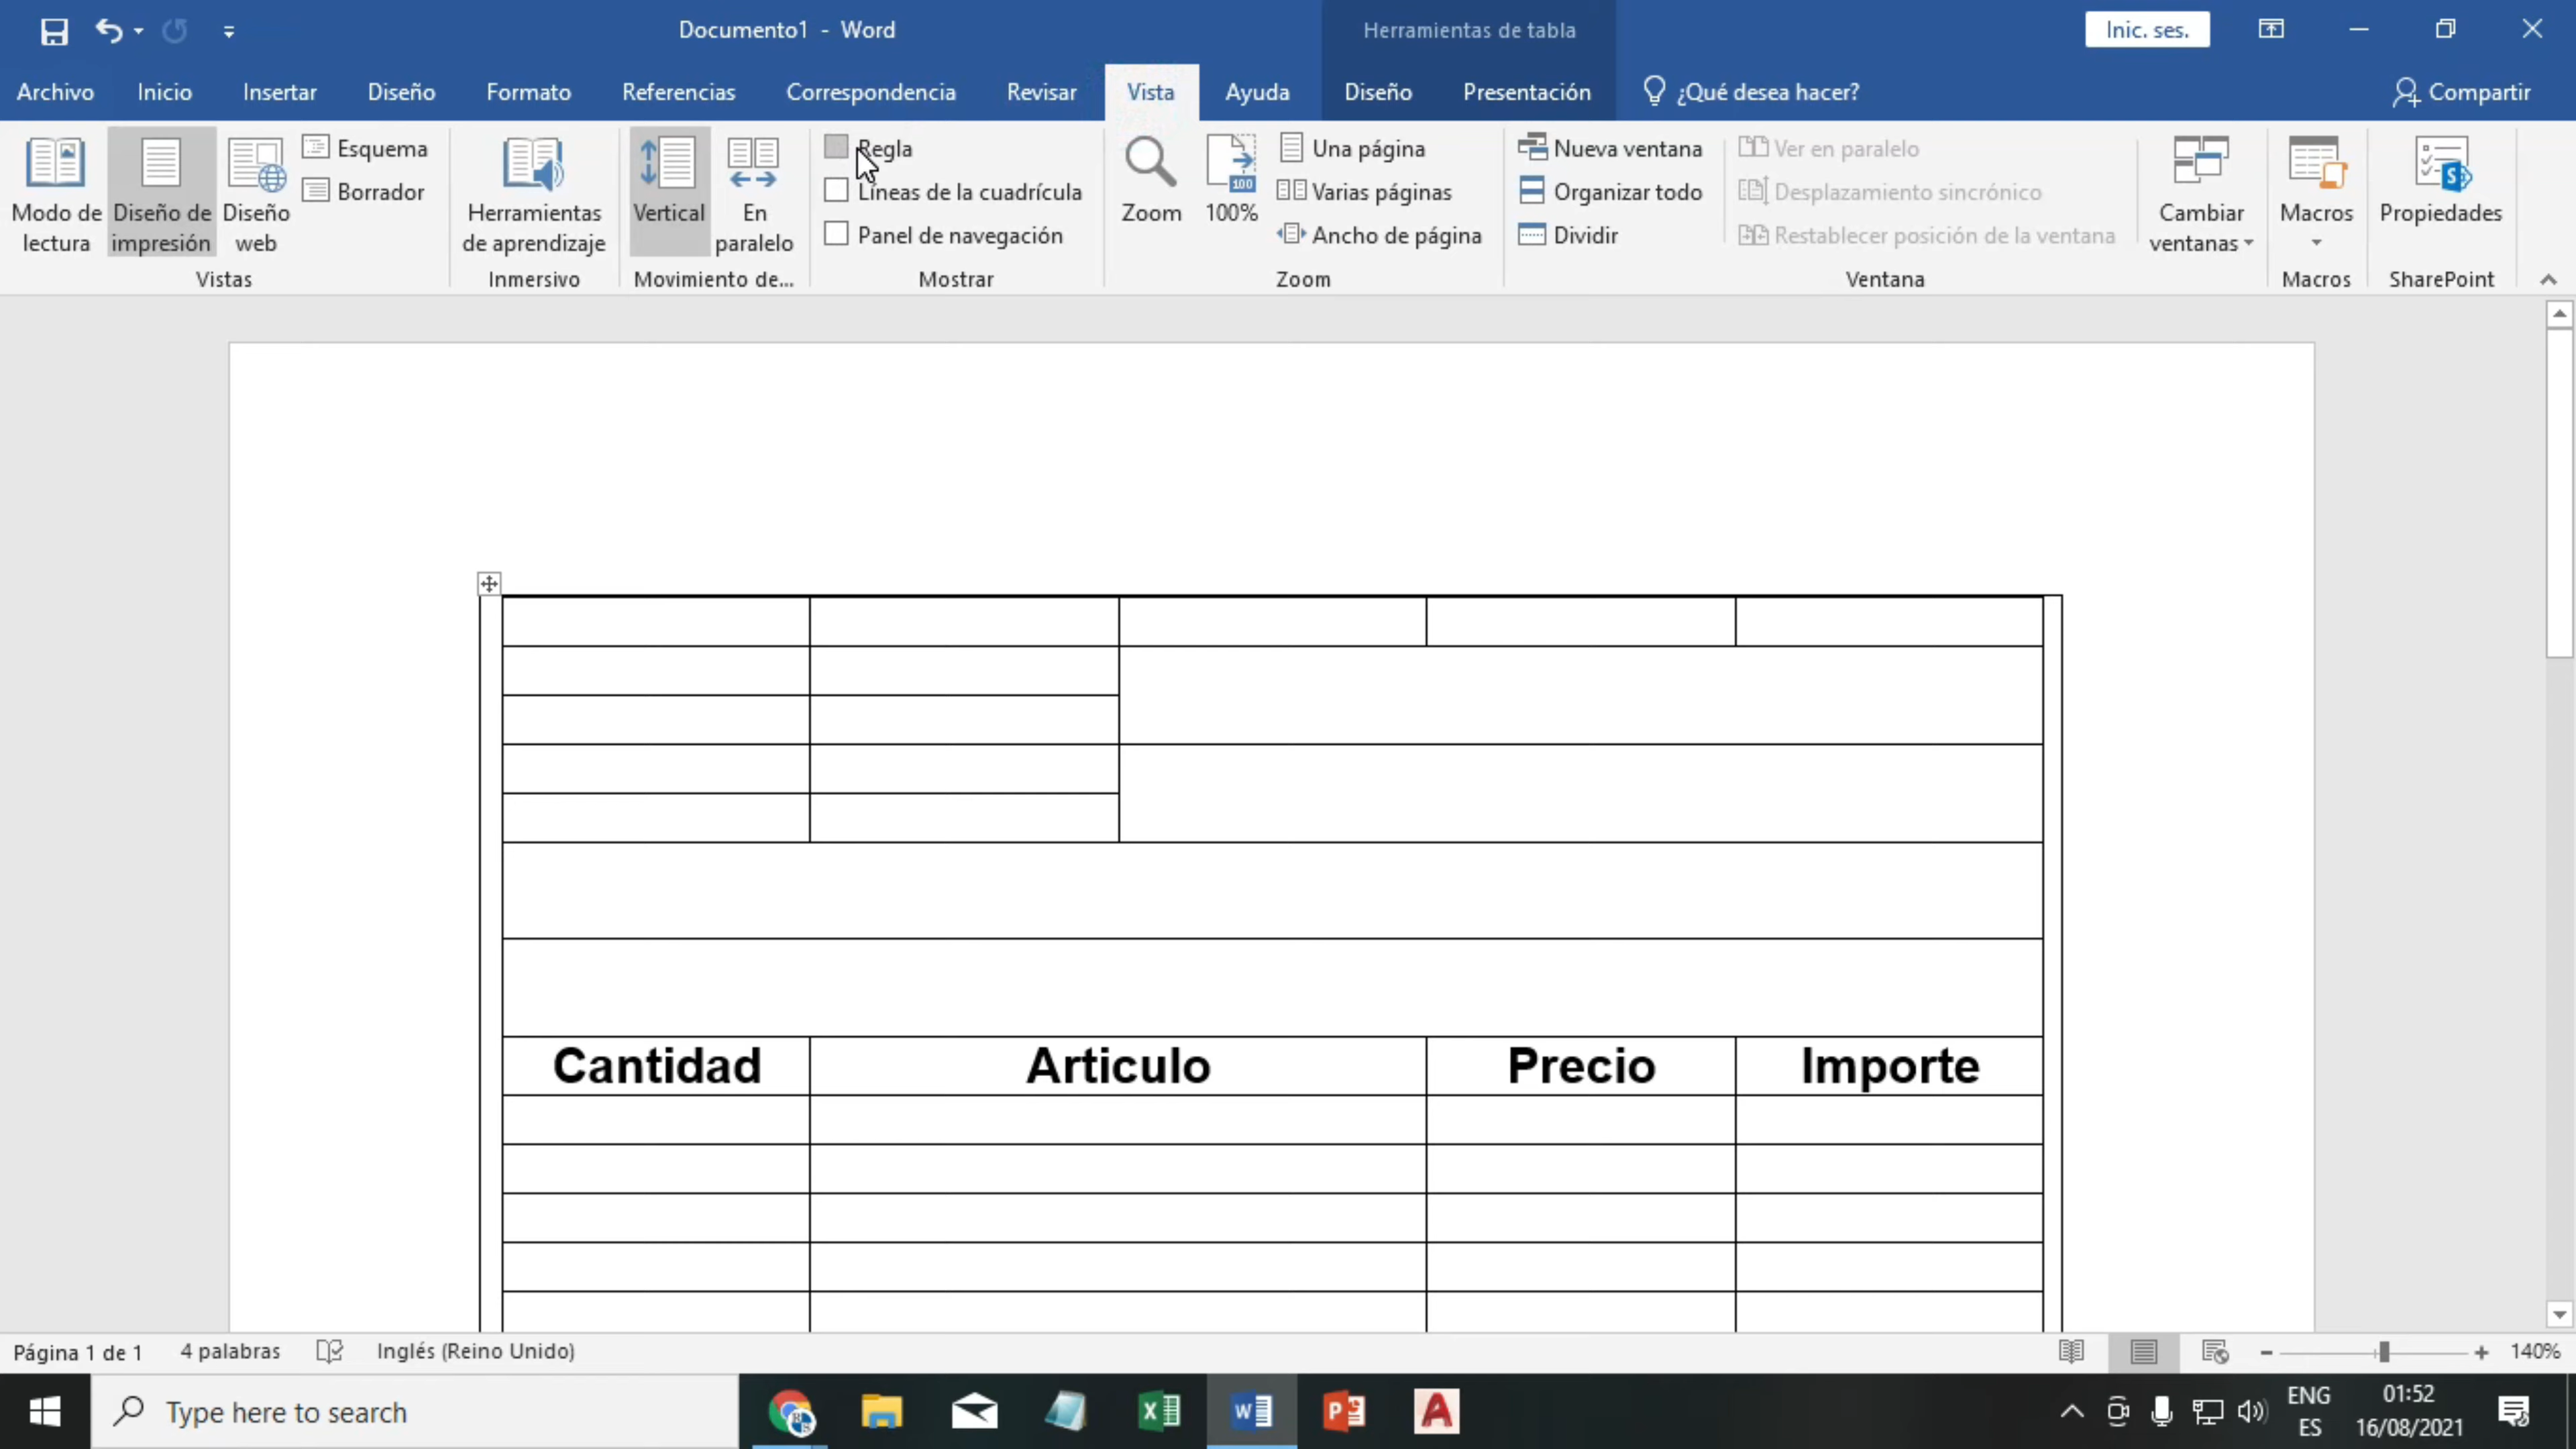 Documento1 - Word
Herramientas de tabla
Inic. ses.
Archivo Inicio Insertar Diseño Formato Referencias Correspondencia Revisar Vista Ayuda Diseño Presentación ¿Qué desea hacer? Compartir
Modo de lectura
Diseño de impresión
Diseño web
Esquema
Borrador
Vistas
Herramientas de aprendizaje
Inmersivo
Vertical
En paralelo
Movimiento de...
Regla
Líneas de la cuadrícula
Panel de navegación
Mostrar
Zoom
100
100%
Una página
Varias páginas
Ancho de página
Zoom
Nueva ventana
Organizar todo
Dividir
Ver en paralelo
Desplazamiento sincrónico
Restablecer posición de la ventana
Cambiar ventanas
Ventana
Macros
Macros
Propiedades
SharePoint
Cantidad Articulo Precio Importe
Página 1 de 1 4 palabras Inglés (Reino Unido) 140%
Type here to search
ENG
ES
01:52
16/08/2021